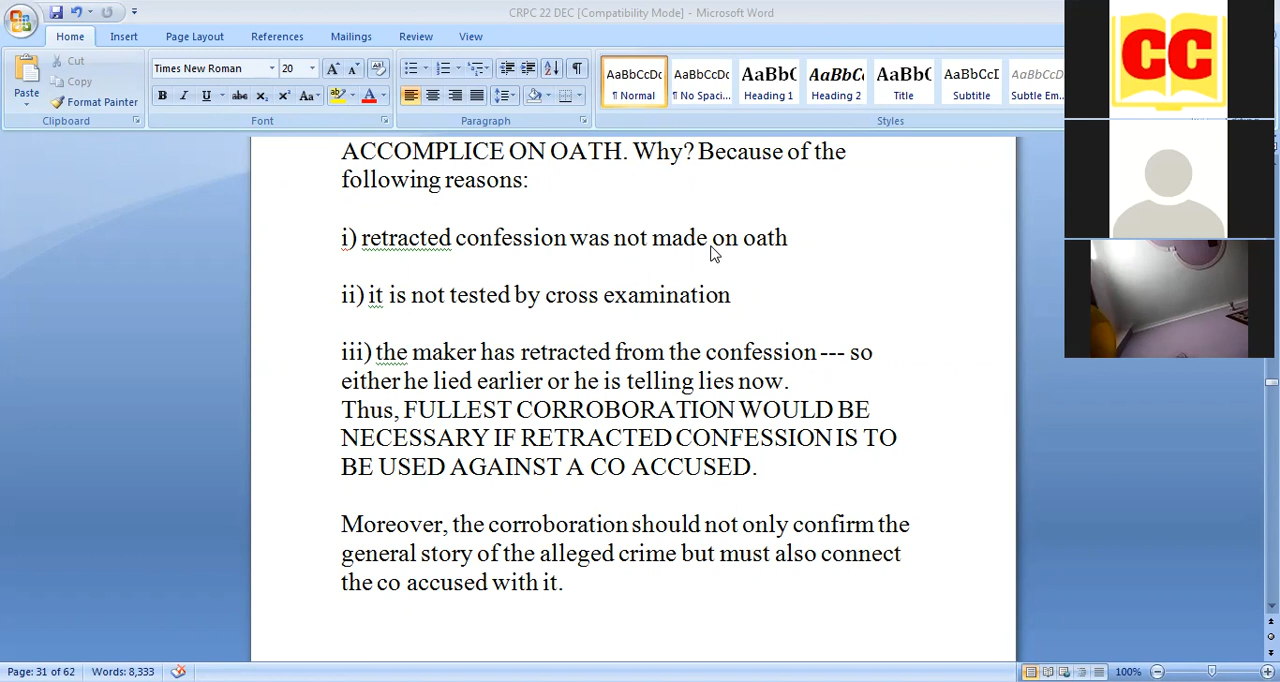 CRPC 22 DEC [Compatibility Mode] - Microsoft Word
Home Insert Page Layout References Mailings Review View
Paste
Cut
Copy
Format Painter
Clipboard
Times New Roman 20
Font
Paragraph
AaBbCcDc AaBbCcDc AaBbC AaBbCc AaBbC AaBbCcI AaBbCcD
¶ Normal ¶ No Spaci... Heading 1 Heading 2 Title Subtitle Subtle Em...
Styles
CC
ACCOMPLICE ON OATH. Why? Because of the
following reasons:
i) retracted confession was not made on oath
ii) it is not tested by cross examination
iii) the maker has retracted from the confession --- so
either he lied earlier or he is telling lies now.
Thus, FULLEST CORROBORATION WOULD BE
NECESSARY IF RETRACTED CONFESSION IS TO
BE USED AGAINST A CO ACCUSED.
Moreover, the corroboration should not only confirm the
general story of the alleged crime but must also connect
the co accused with it.
Page: 31 of 62 Words: 8,333 100%